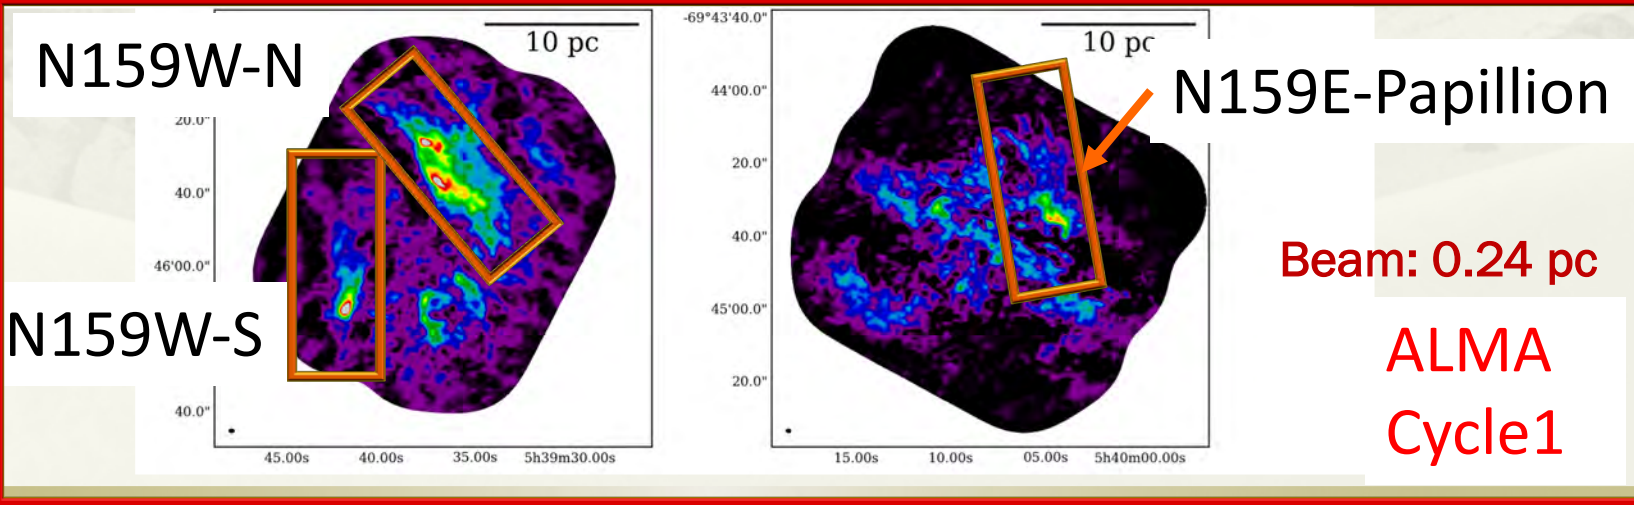 N159W-N
10 pc
20.0"
40.0"
46'00.0"
N159W-S
40.0"
45.00s 40.00s 35.00s 5h39m30.00s
-69°43'40.0"
10 pc
N159E-Papillion
44'00.0"
20.0"
40.0"
45'00.0"
20.0"
15.00s 10.00s 05.00s 5h40m00.00s
Beam: 0.24 pc
ALMA
Cycle1